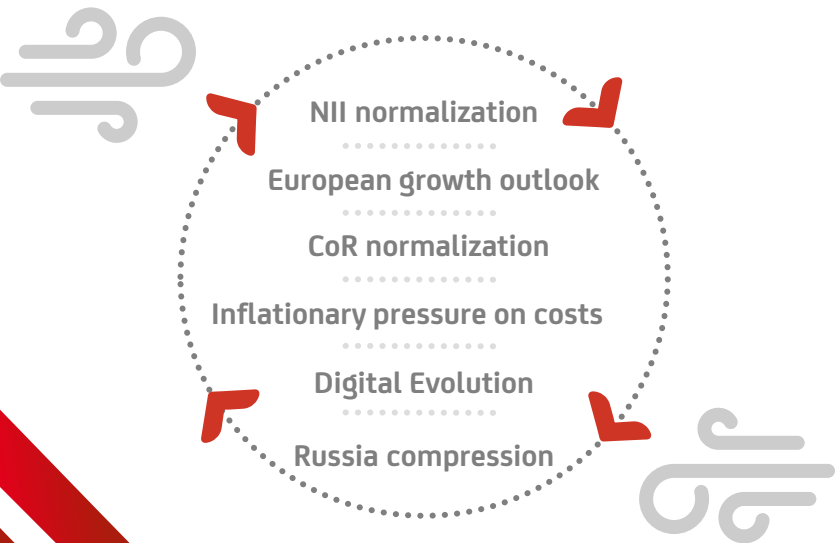 NII normalization
European growth outlook
CoR normalization
Inflationary pressure on costs
Digital Evolution
Russia compression